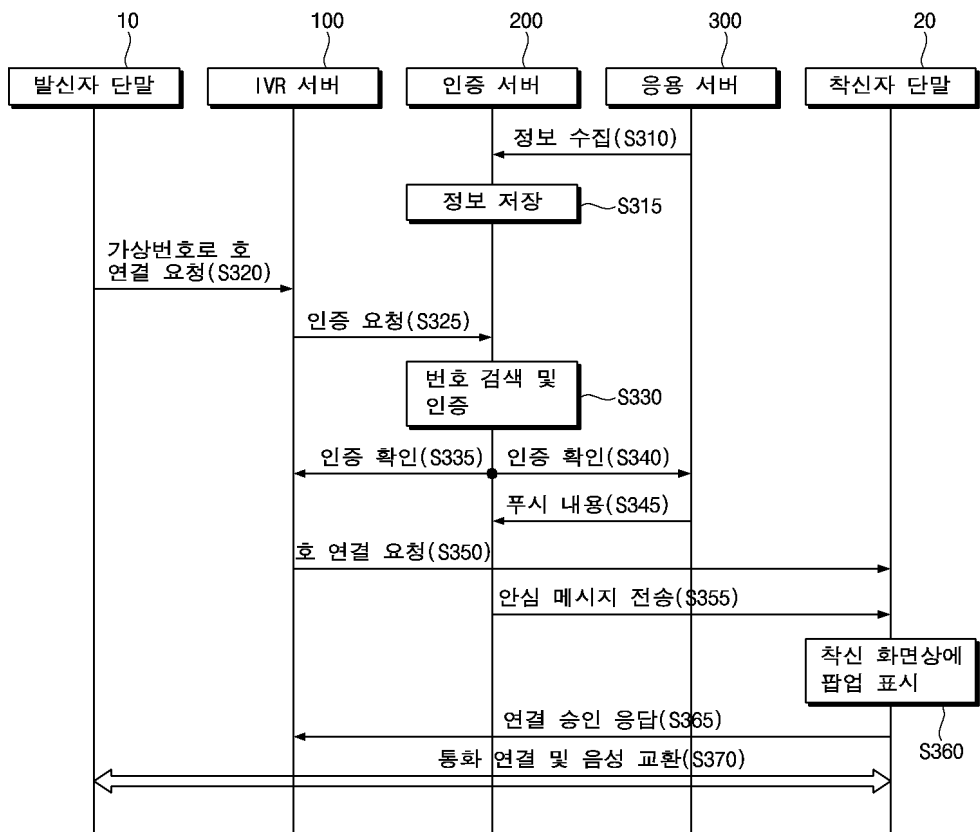 10
100
200
300
20
발신자 단말
IVR 서버
인증 서버
응용 서버
착신자 단말
정보 수집(S310)
정보 저장
S315
가상번호로 호
연결 요청(S320)
인증 요청(S325)
번호 검색 및
인증
S330
인증 확인(S335)
인증 확인(S340)
푸시 내용(S345)
호 연결 요청(S350)
안심 메시지 전송(S355)
착신 화면상에
팝업 표시
연결 승인 응답(S365)
S360
통화 연결 및 음성 교환(S370)